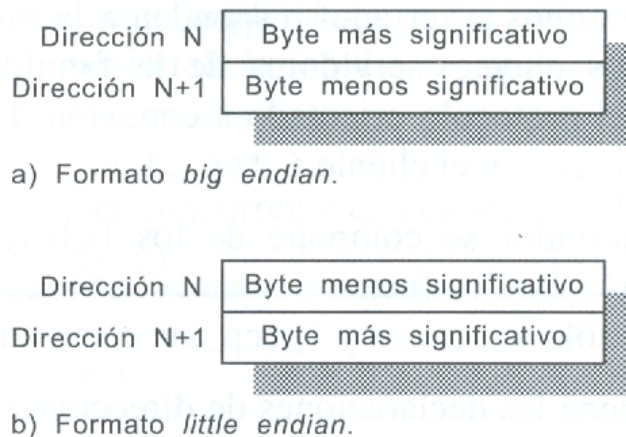 Dirección N Byte más significativo
Dirección N+1 Byte menos significativo
a) Formato big endian.
Dirección N Byte menos significativo
Dirección N+1 Byte más significativo
b) Formato little endian.